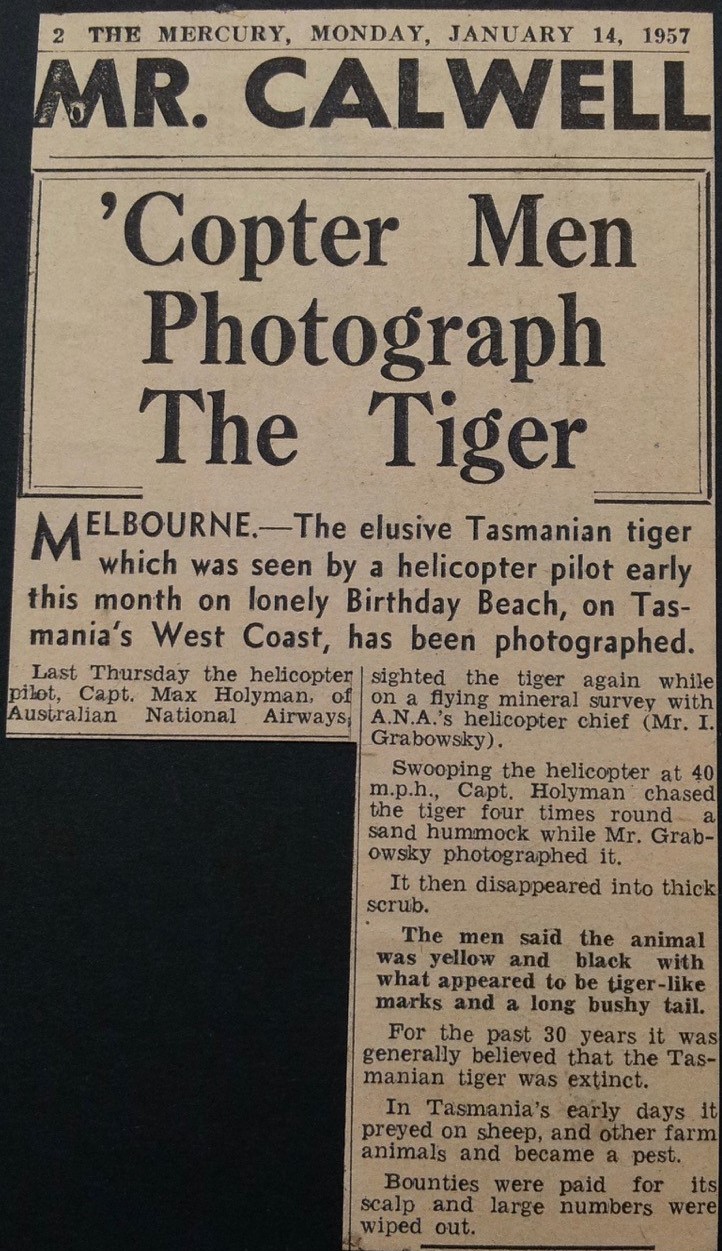 2 THE MERCURY, MONDAY, JANUARY 14, 1957
MR. CALWELL
'Copter Men
Photograph
The Tiger
MELBOURNE.—The elusive Tasmanian tiger
which was seen by a helicopter pilot early
this month on lonely Birthday Beach, on Tas-
mania's West Coast, has been photographed.
Last Thursday the helicopter
pilot, Capt. Max Holyman, of
Australian National Airways,
sighted the tiger again while
on a flying mineral survey with
A.N.A.'s helicopter chief (Mr. I.
Grabowsky).
Swooping the helicopter at 40
m.p.h., Capt. Holyman chased
the tiger four times round a
sand hummock while Mr. Grab-
owsky photographed it.
It then disappeared into thick
scrub.
The men said the animal
was yellow and black with
what appeared to be tiger-like
marks and a long bushy tail.
For the past 30 years it was
generally believed that the Tas-
manian tiger was extinct.
In Tasmania's early days it
preyed on sheep, and other farm
animals and became a pest.
Bounties were paid for its
scalp and large numbers were
wiped out.